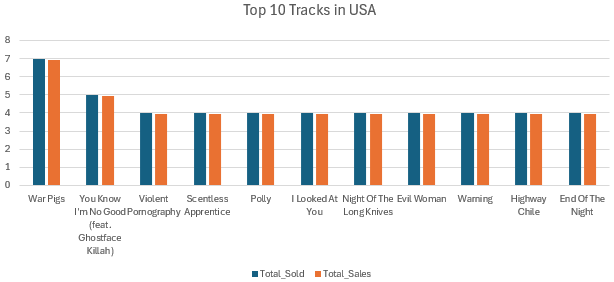 Top 10 Tracks in USA
8
7
6
5
4
3
2
1
0
War Pigs
You Know
I'm No Good
(feat.
Ghostface
Killah)
Violent
Pornography
Scentless
Apprentice
Polly
I Looked At
You
Night Of The
Long Knives
Evil Woman
Warning
Highway
Chile
End Of The
Night
Total_Sold
Total_Sales